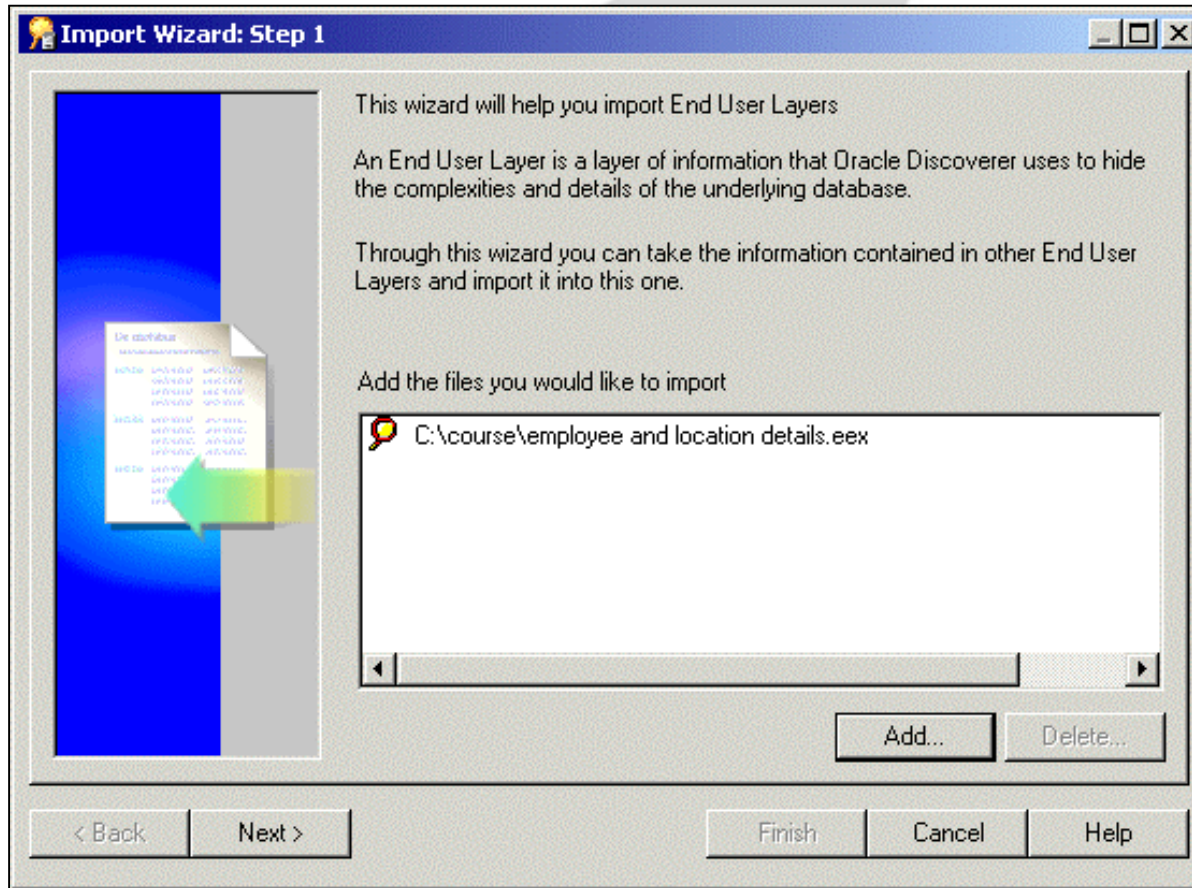 Import Wizard: Step 1
This wizard will help you import End User Layers
An End User Layer is a layer of information that Oracle Discoverer uses to hide
the complexities and details of the underlying database.
Through this wizard you can take the information contained in other End User
Layers and import it into this one.
Add the files you would like to import
C:\course\employee and location details.eex
Add...
Delete...
< Back
Next >
Finish
Cancel
Help